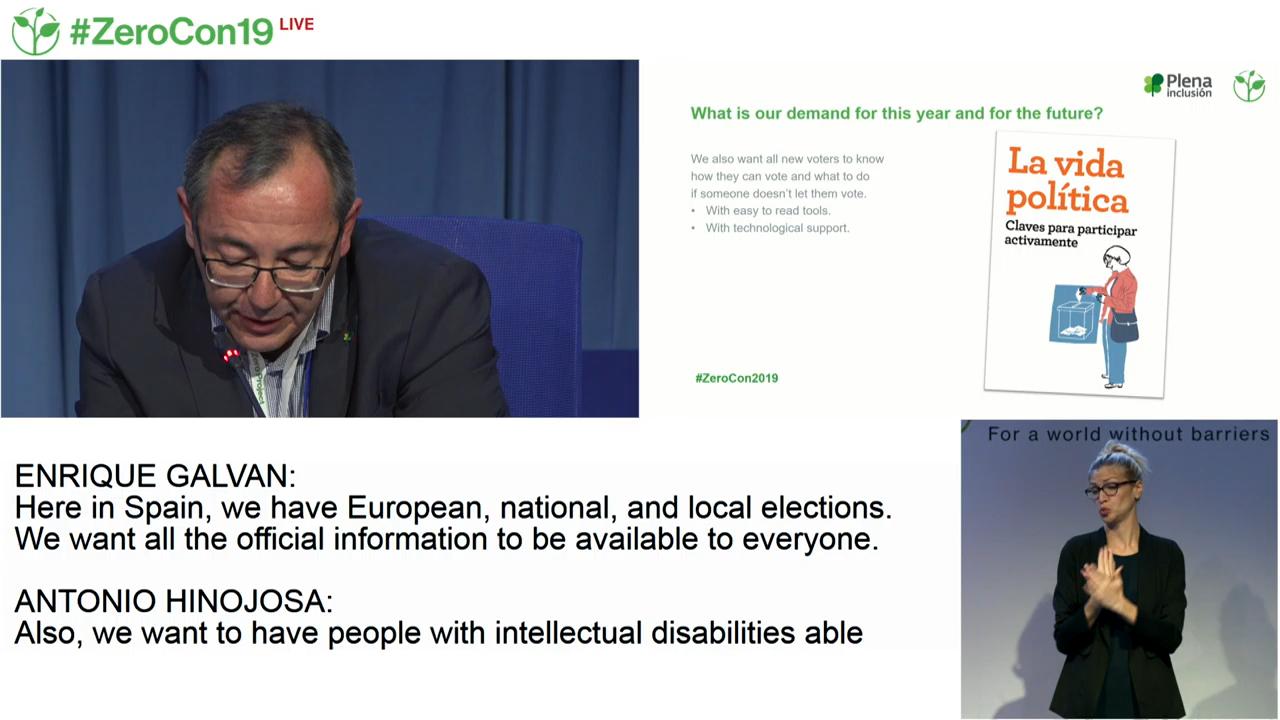 #ZeroCon19 LIVE
Plena
inclusión
What is our demand for this year and for the future?
We also want all new voters to know
how they can vote and what to do
if someone doesn't let them vote.
• With easy to read tools.
• With technological support.
La vida
política
Claves para participar
activamente
#ZeroCon2019
For a world without barriers
ENRIQUE GALVAN:
Here in Spain, we have European, national, and local elections.
We want all the official information to be available to everyone.
ANTONIO HINOJOSA:
Also, we want to have people with intellectual disabilities able